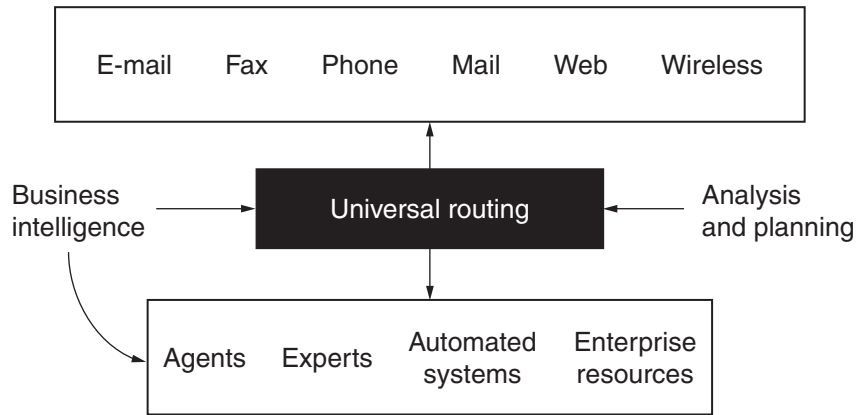 E-mail Fax Phone Mail Web Wireless
Business
intelligence
Universal routing
Analysis
and planning
Agents Experts Automated
systems Enterprise
resources